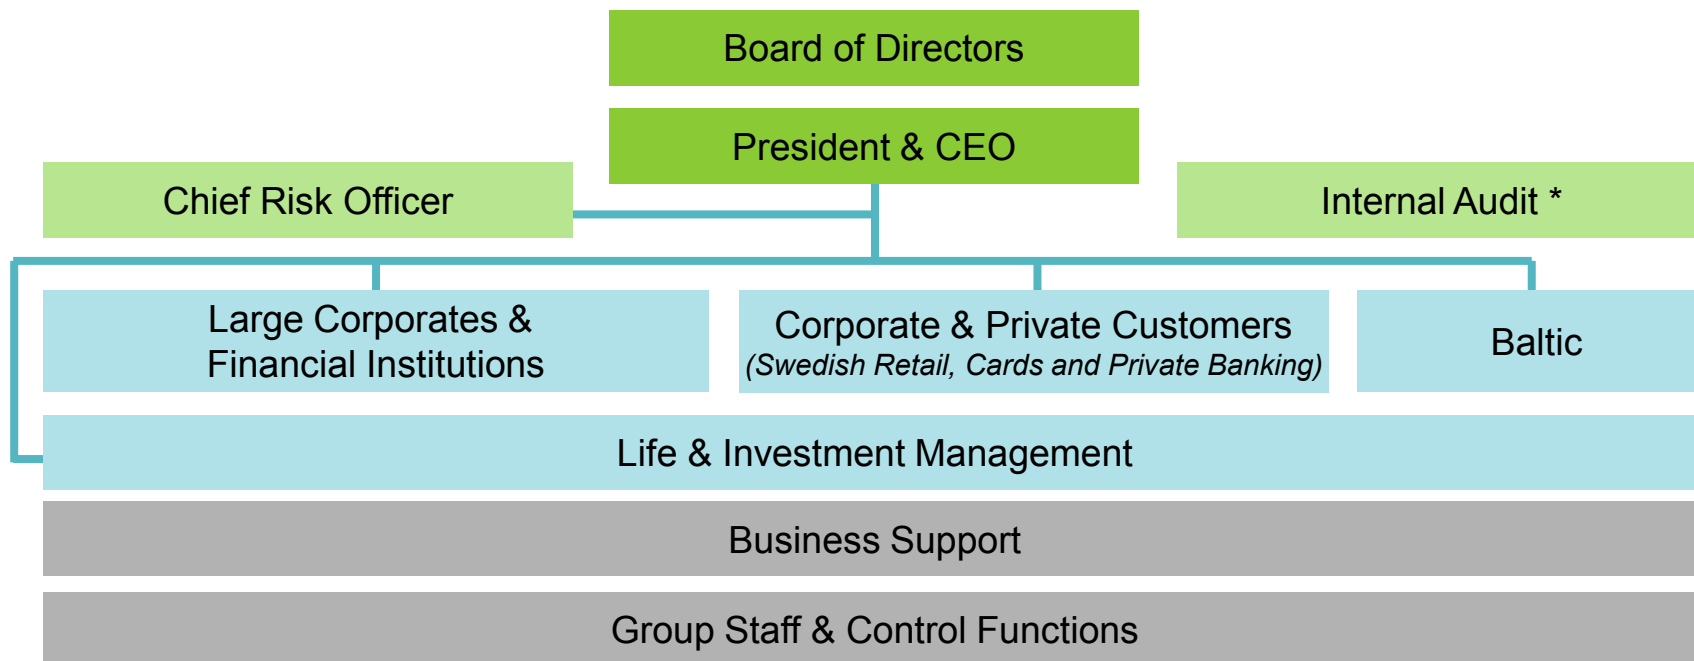 Board of Directors
President & CEO
Chief Risk Officer
Internal Audit *
Large Corporates &
Financial Institutions
Corporate & Private Customers
(Swedish Retail, Cards and Private Banking)
Baltic
Life & Investment Management
Business Support
Group Staff & Control Functions